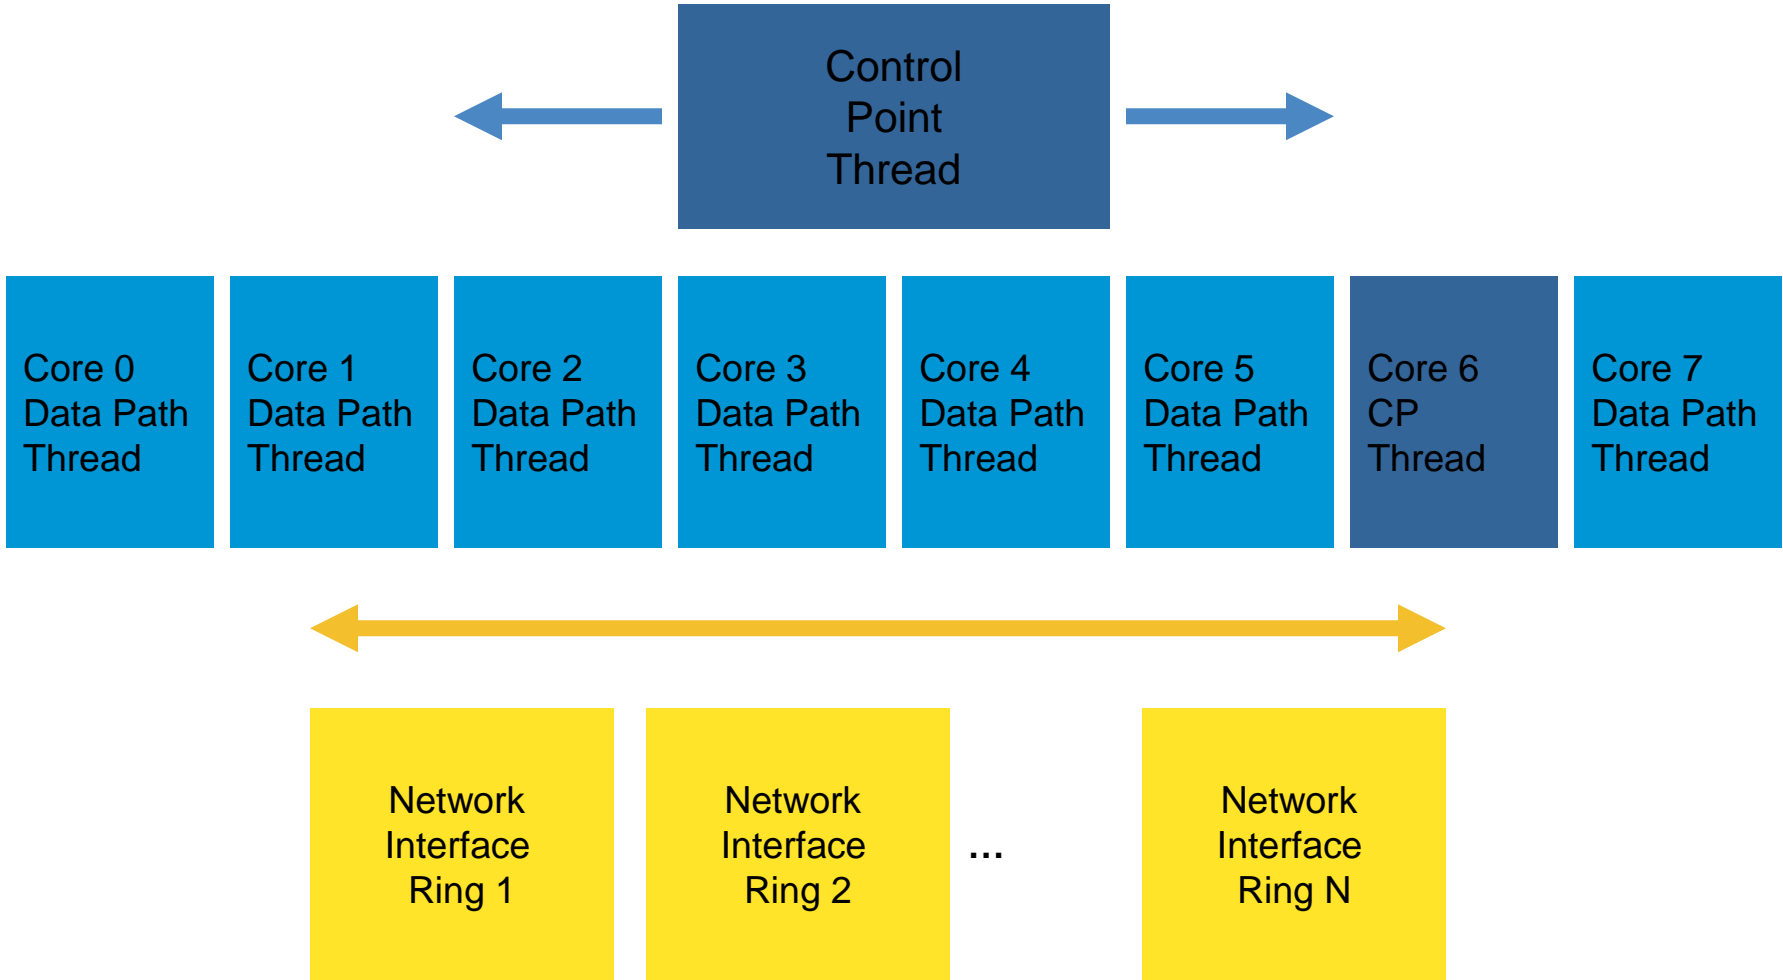 Control
Point
Thread
Core 0
Data Path
Thread
Core 1
Data Path
Thread
Core 2
Data Path
Thread
Core 3
Data Path
Thread
Core 4
Data Path
Thread
Core 5
Data Path
Thread
Core 6
CP
Thread
Core 7
Data Path
Thread
Network
Interface
Ring 1
Network
Interface
Ring 2
...
Network
Interface
Ring N